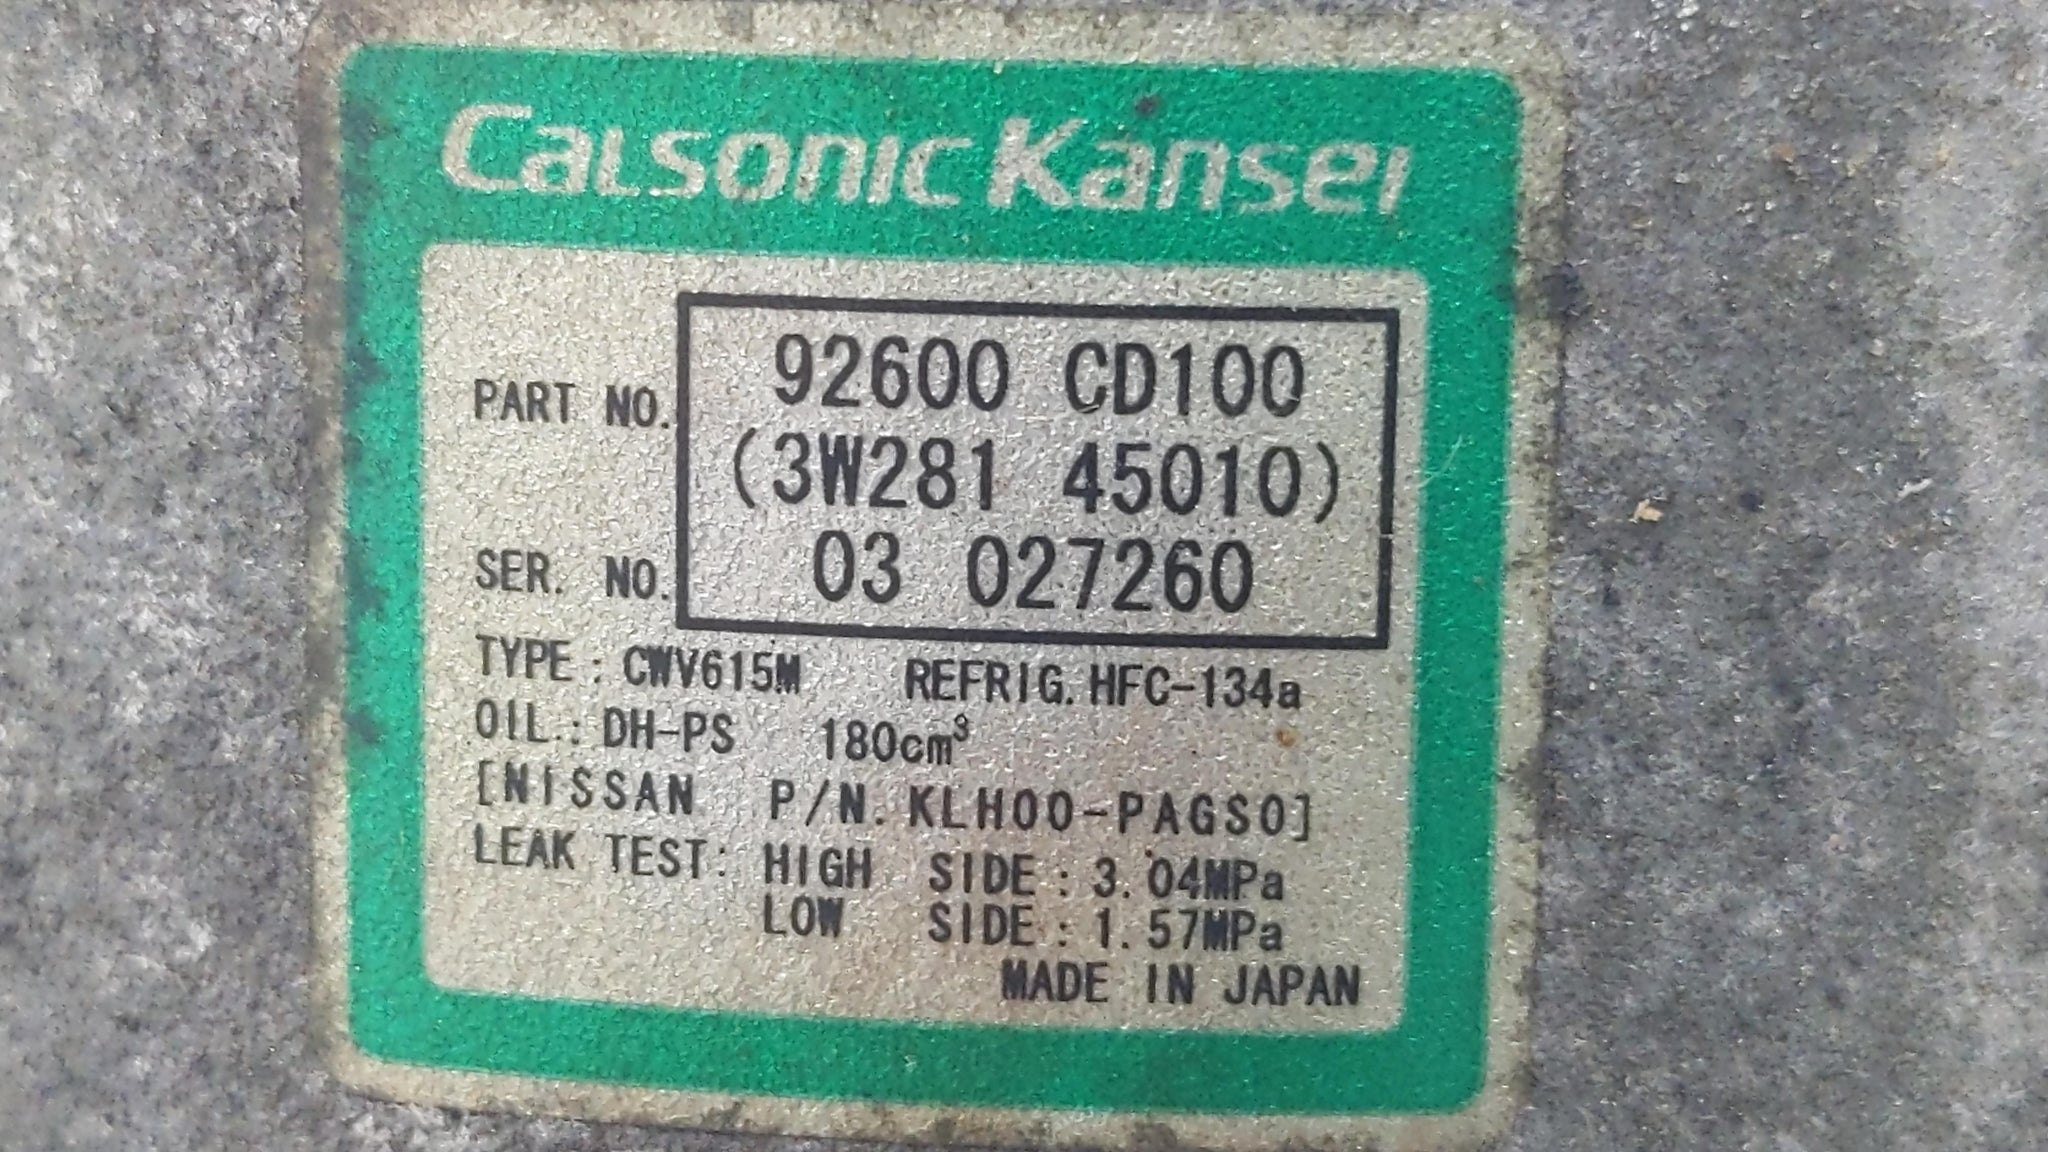 Calsonic Kansei
PART NO. 92600 CD100
(3W281 45010)
SER. NO. 03 027260
TYPE : CWV615M REFRIG. HFC-134a
OIL : DH-PS 180cm³
[NISSAN P/N. KLH00-PAGS0]
LEAK TEST: HIGH SIDE : 3.04MPa
LOW SIDE : 1.57MPa
MADE IN JAPAN